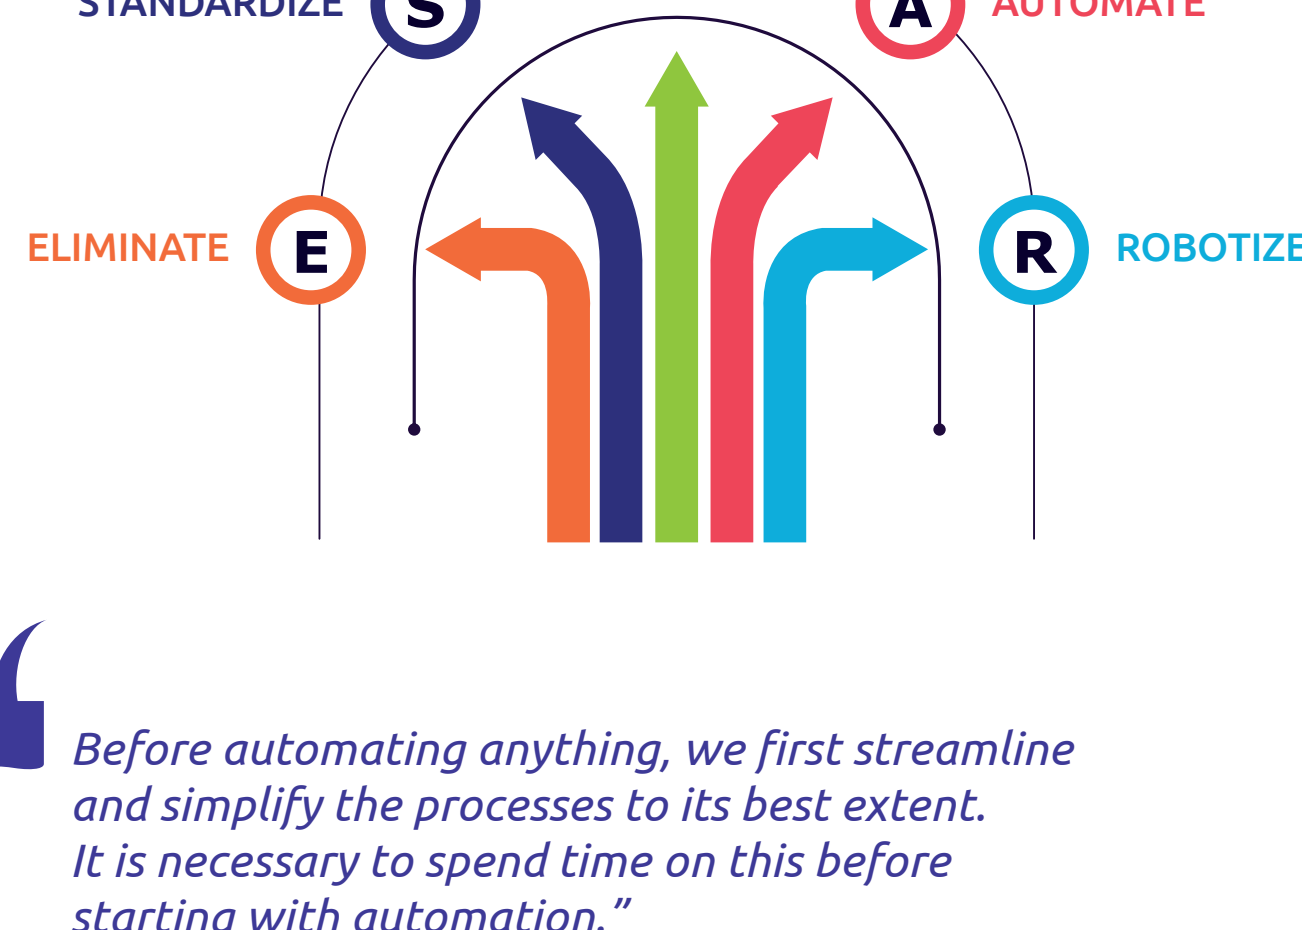 STANDARDIZE S A AUTOMATE
ELIMINATE E R ROBOTIZE
Before automating anything, we first streamline
and simplify the processes to its best extent.
It is necessary to spend time on this before
starting with automation.”